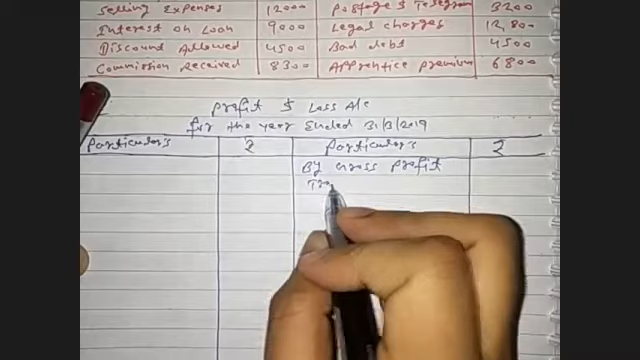 Selling Expenses 12000 Postage & Telegram 3200
Interest on Loan 9000 Legal charges 12,800
Discount Allowed 4500 Bad debt 4500
Commission Received 8300 Apprentice premium 6800
Profit & Loss A/c
for the year Ended 31/3/2019
Particulars ₹ Particulars ₹
By Gross Profit
Tra